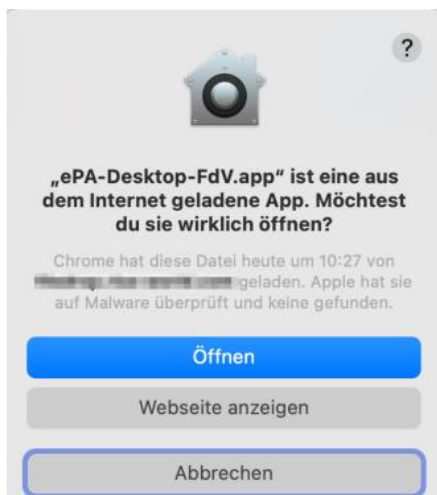 ?
„ePA-Desktop-FdV.app“ ist eine aus
dem Internet geladene App. Möchtest
du sie wirklich öffnen?
Chrome hat diese Datei heute um 10:27 von
geladen. Apple hat sie
auf Malware überprüft und keine gefunden.
Öffnen
Webseite anzeigen
Abbrechen